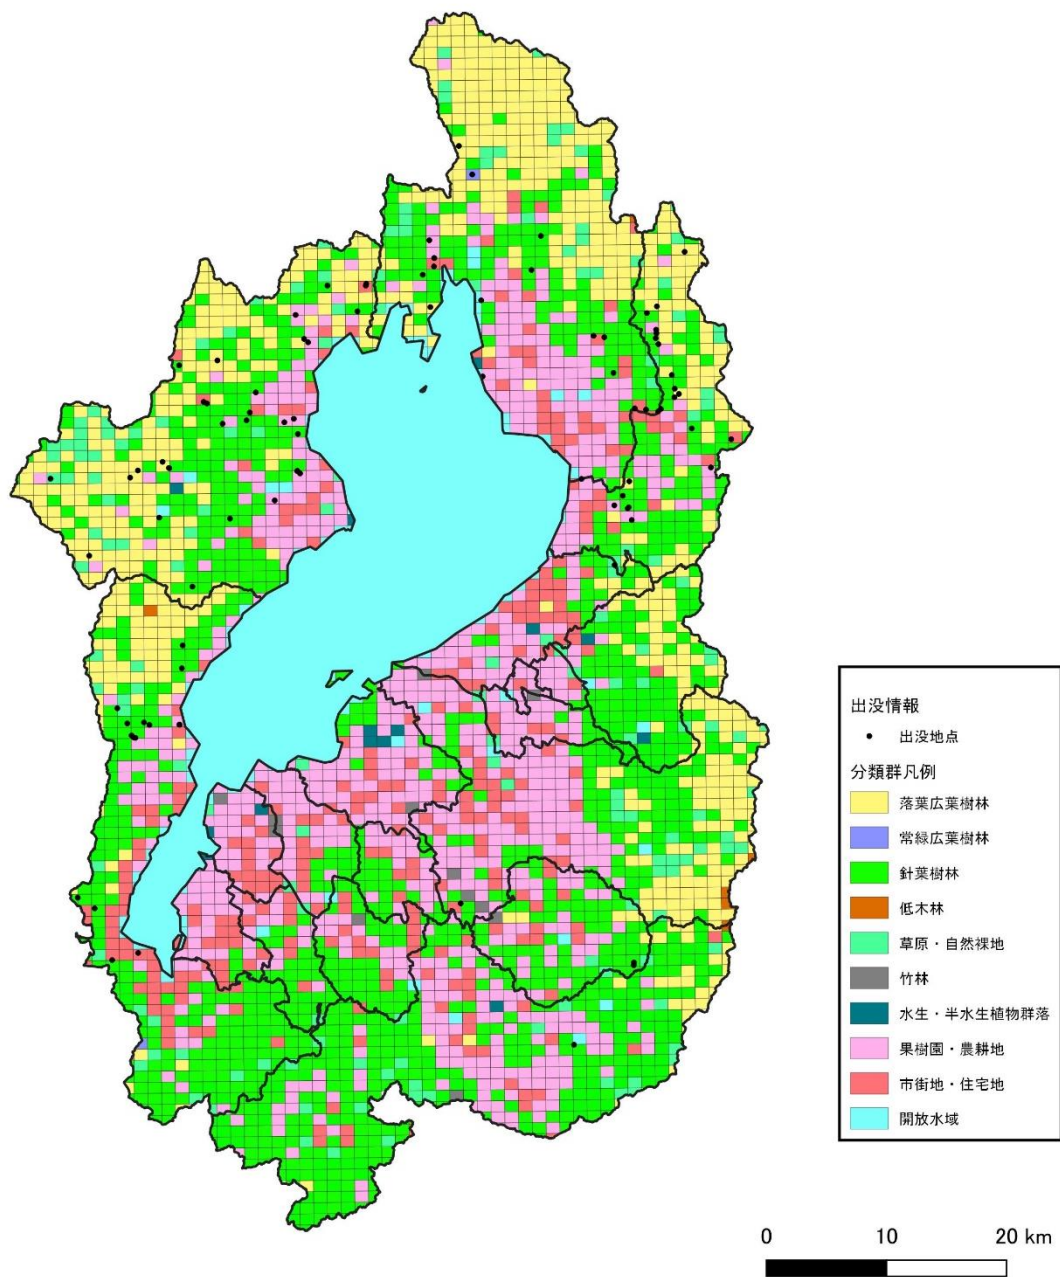 出没情報
出没地点
分類群凡例
落葉広葉樹林
常緑広葉樹林
針葉樹林
低木林
草原・自然裸地
竹林
水生・半水生植物群落
果樹園・農耕地
市街地・住宅地
開放水域
0 10 20 km